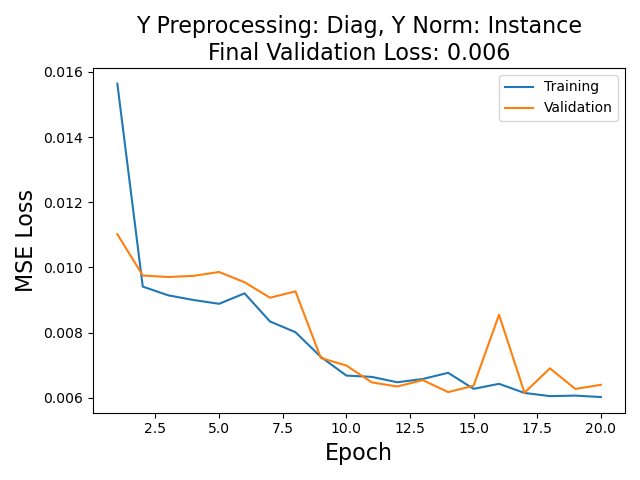 Y Preprocessing: Diag, Y Norm: Instance
Final Validation Loss: 0.006
0.016
0.014
0.012
0.010
0.008
0.006
MSE Loss
Training
Validation
2.5 5.0 7.5 10.0 12.5 15.0 17.5 20.0
Epoch